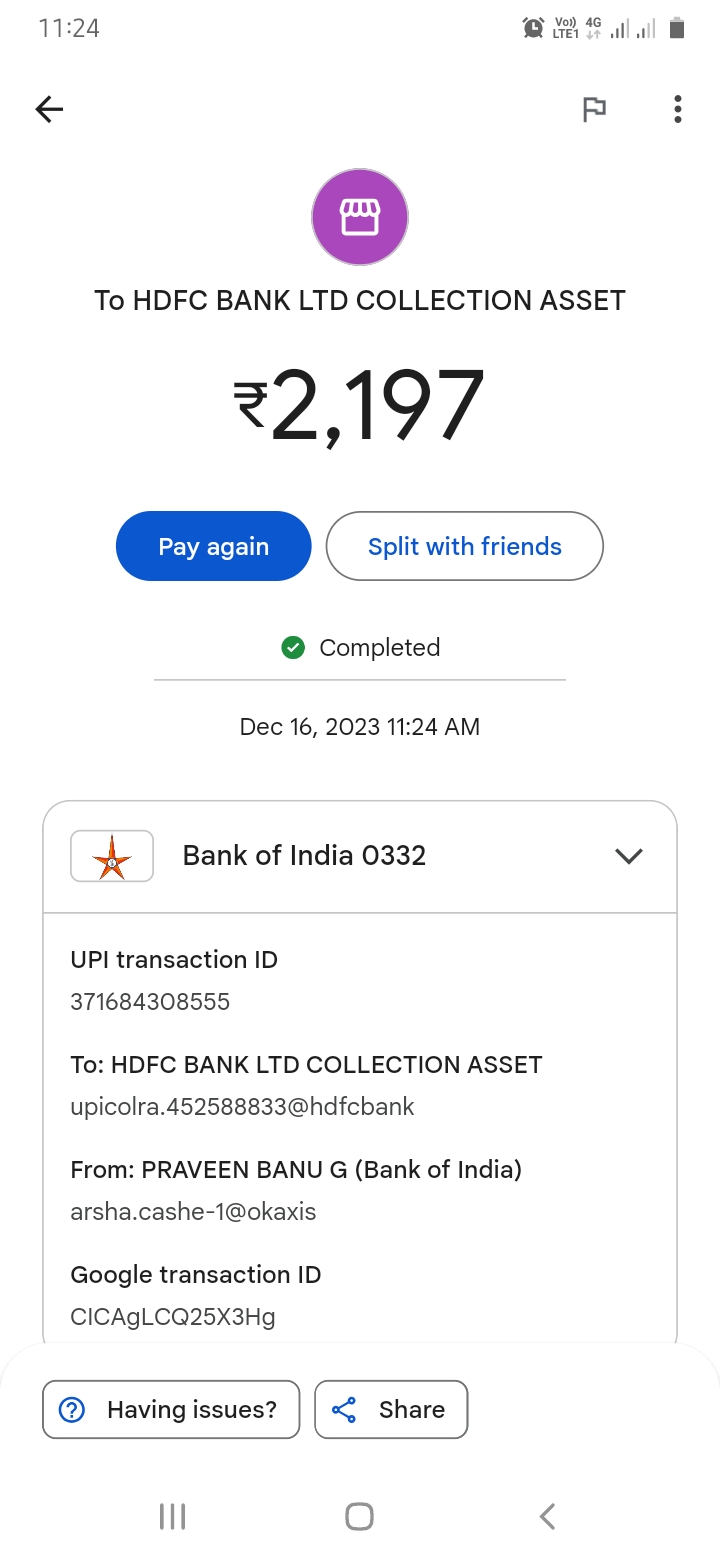 11:24
Vo)) LTE1 4G
To HDFC BANK LTD COLLECTION ASSET
₹2,197
Pay again
Split with friends
Completed
Dec 16, 2023 11:24 AM
Bank of India 0332
UPI transaction ID
371684308555
To: HDFC BANK LTD COLLECTION ASSET
upicolra.452588833@hdfcbank
From: PRAVEEN BANU G (Bank of India)
arsha.cashe-1@okaxis
Google transaction ID
CICAgLCQ25X3Hg
Having issues?
Share